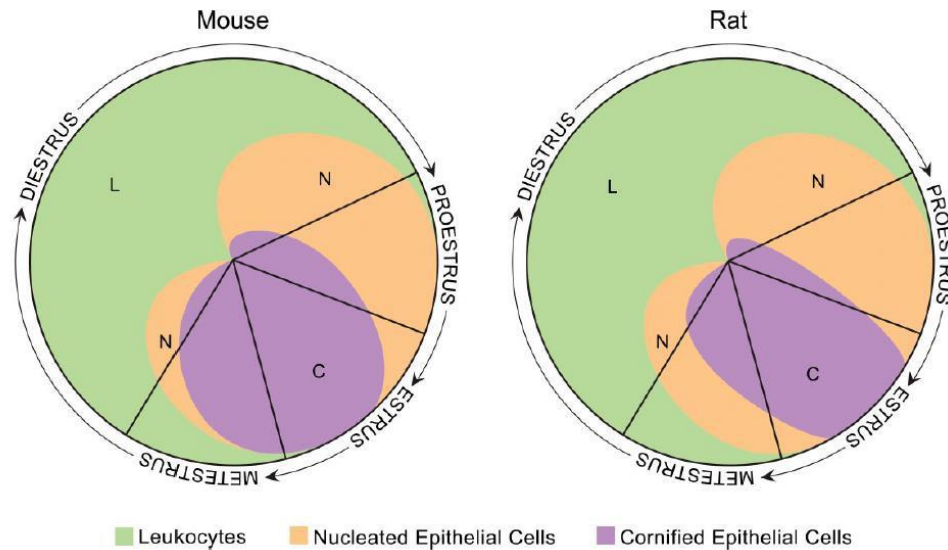 Mouse
DIESTRUS
PROESTRUS
ESTRUS
METESTRUS
L
N
N
C
Rat
DIESTRUS
PROESTRUS
ESTRUS
METESTRUS
L
N
N
C
Leukocytes
Nucleated Epithelial Cells
Cornified Epithelial Cells